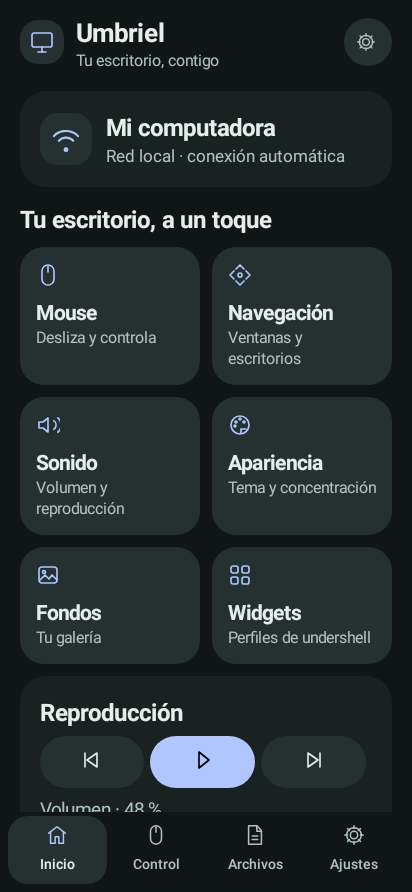 Umbriel
Tu escritorio, contigo
Mi computadora
Red local · conexión automática
Tu escritorio, a un toque
Mouse
Desliza y controla
Navegación
Ventanas y
escritorios
Sonido
Volumen y
reproducción
Apariencia
Tema y concentración
Fondos
Tu galería
Widgets
Perfiles de undershell
Reproducción
Volumen · 48 %
Inicio
Control
Archivos
Ajustes